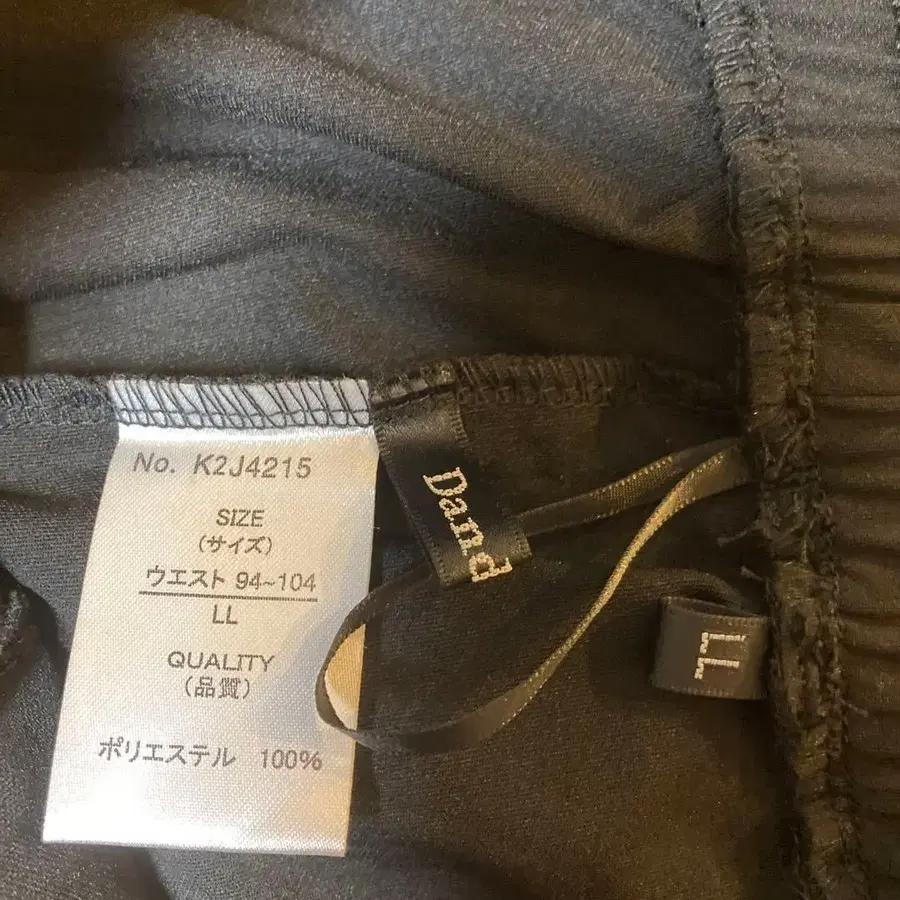 No. K2J4215
SIZE
(サイズ)
ウエスト 94~104
LL
QUALITY
(品質)
ポリエステル 100%
Dand
LL